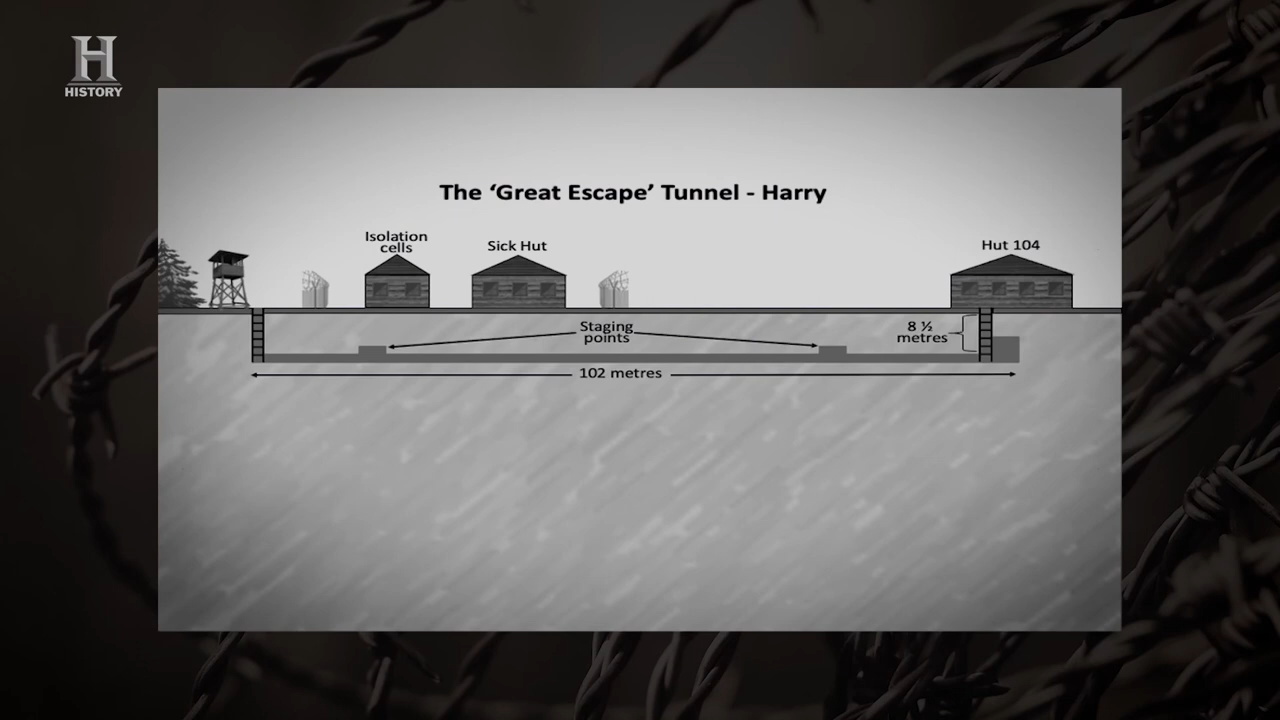 H
HISTORY
The ‘Great Escape’ Tunnel - Harry
Isolation
cells
Sick Hut
Hut 104
Staging
points
8 ½
metres
102 metres